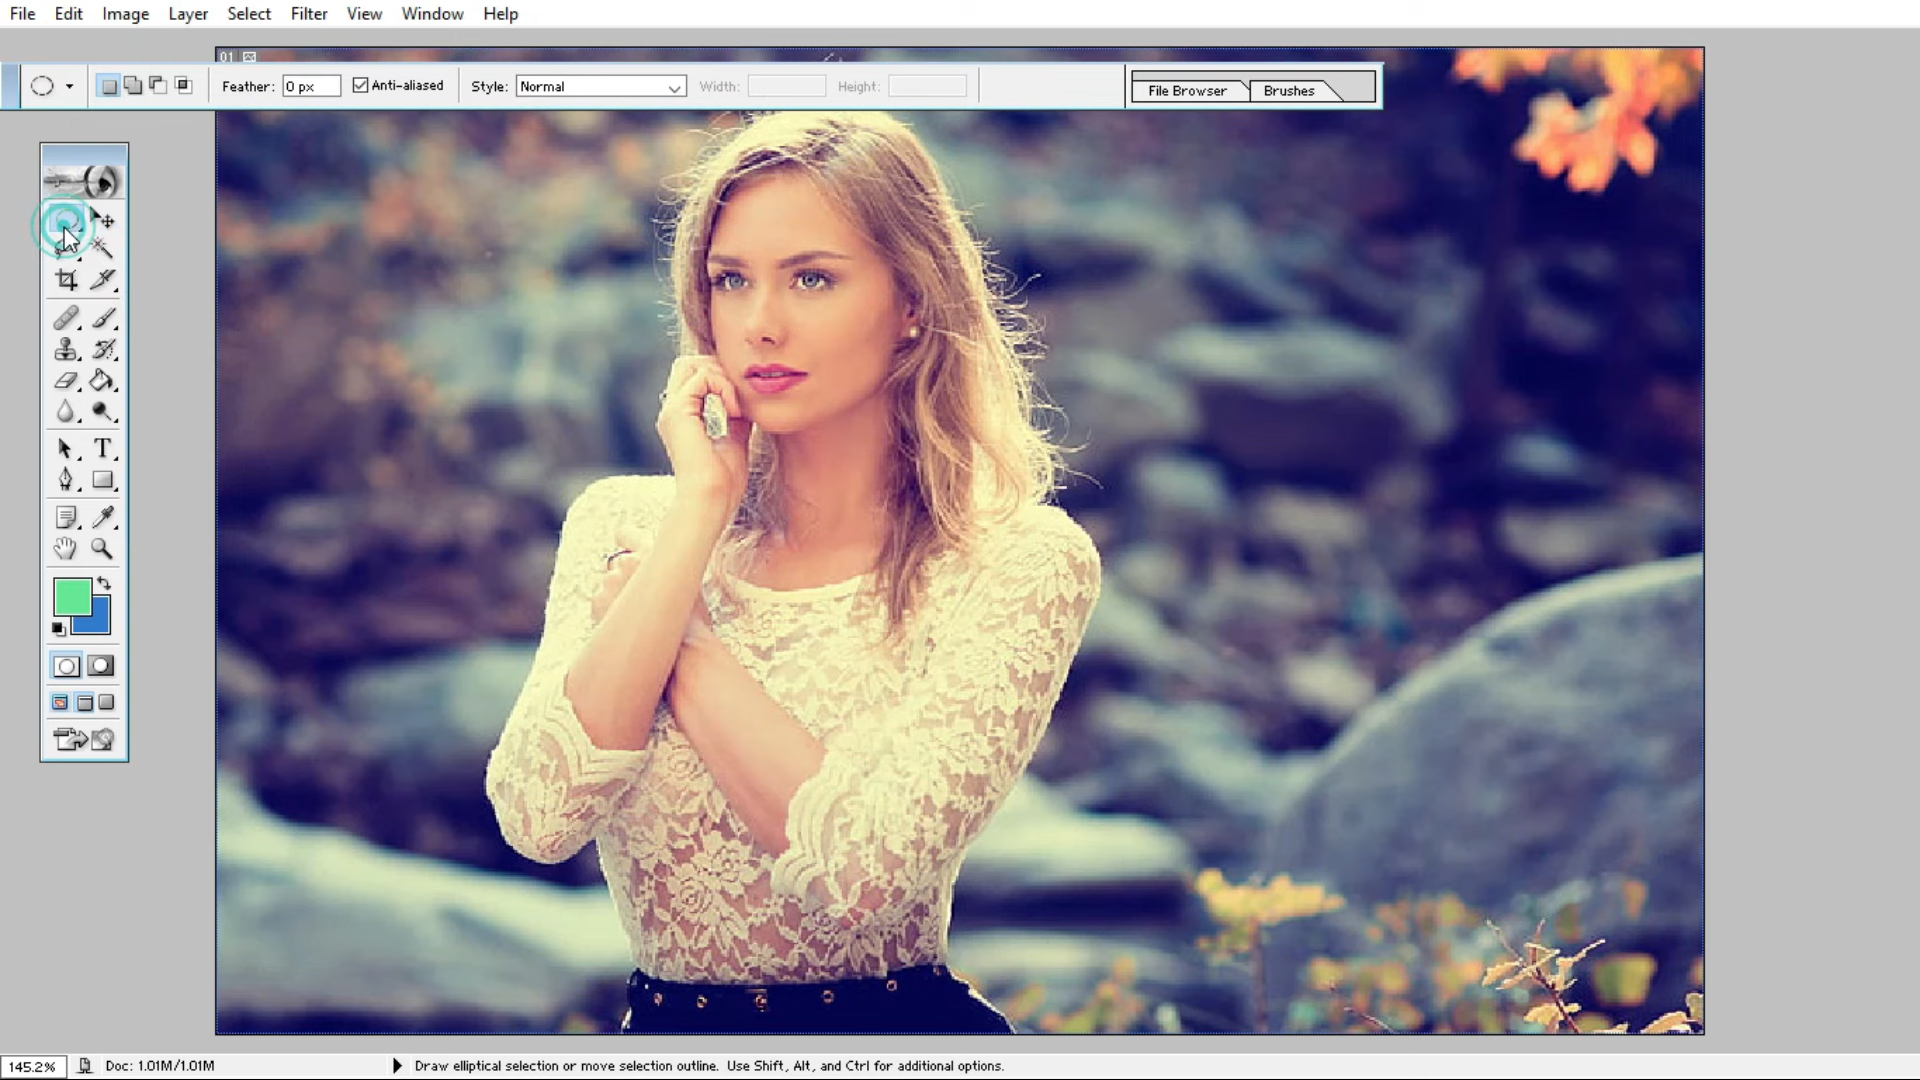 File Edit Image Layer Select Filter View Window Help
01
Feather: 0 px Anti-aliased Style: Normal Width: Height: File Browser Brushes
T
145.2% Doc: 1.01M/1.01M Draw elliptical selection or move selection outline. Use Shift, Alt, and Ctrl for additional options.